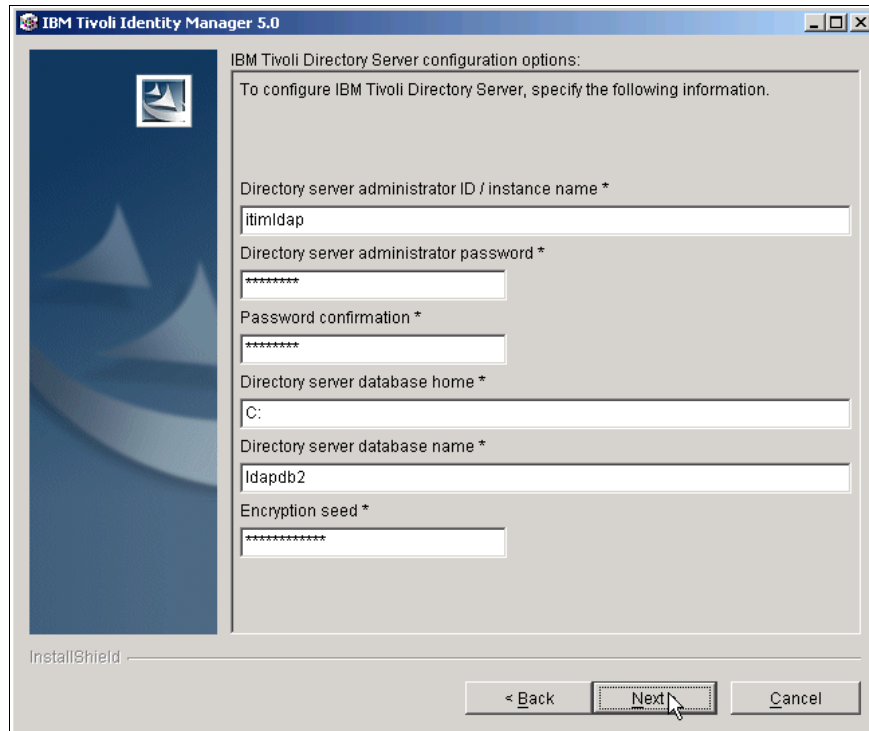 IBM Tivoli Identity Manager 5.0
IBM Tivoli Directory Server configuration options:
To configure IBM Tivoli Directory Server, specify the following information.
Directory server administrator ID / instance name *
itimldap
Directory server administrator password *
********
Password confirmation *
********
Directory server database home *
C:
Directory server database name *
ldapdb2
Encryption seed *
************
InstallShield
< Back Next > Cancel